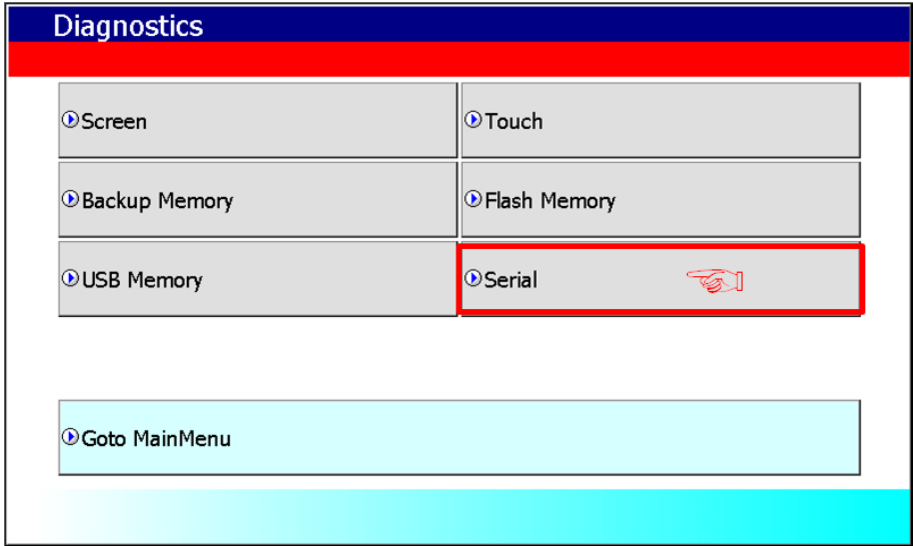 Diagnostics
Screen
Touch
Backup Memory
Flash Memory
USB Memory
Serial
Goto MainMenu